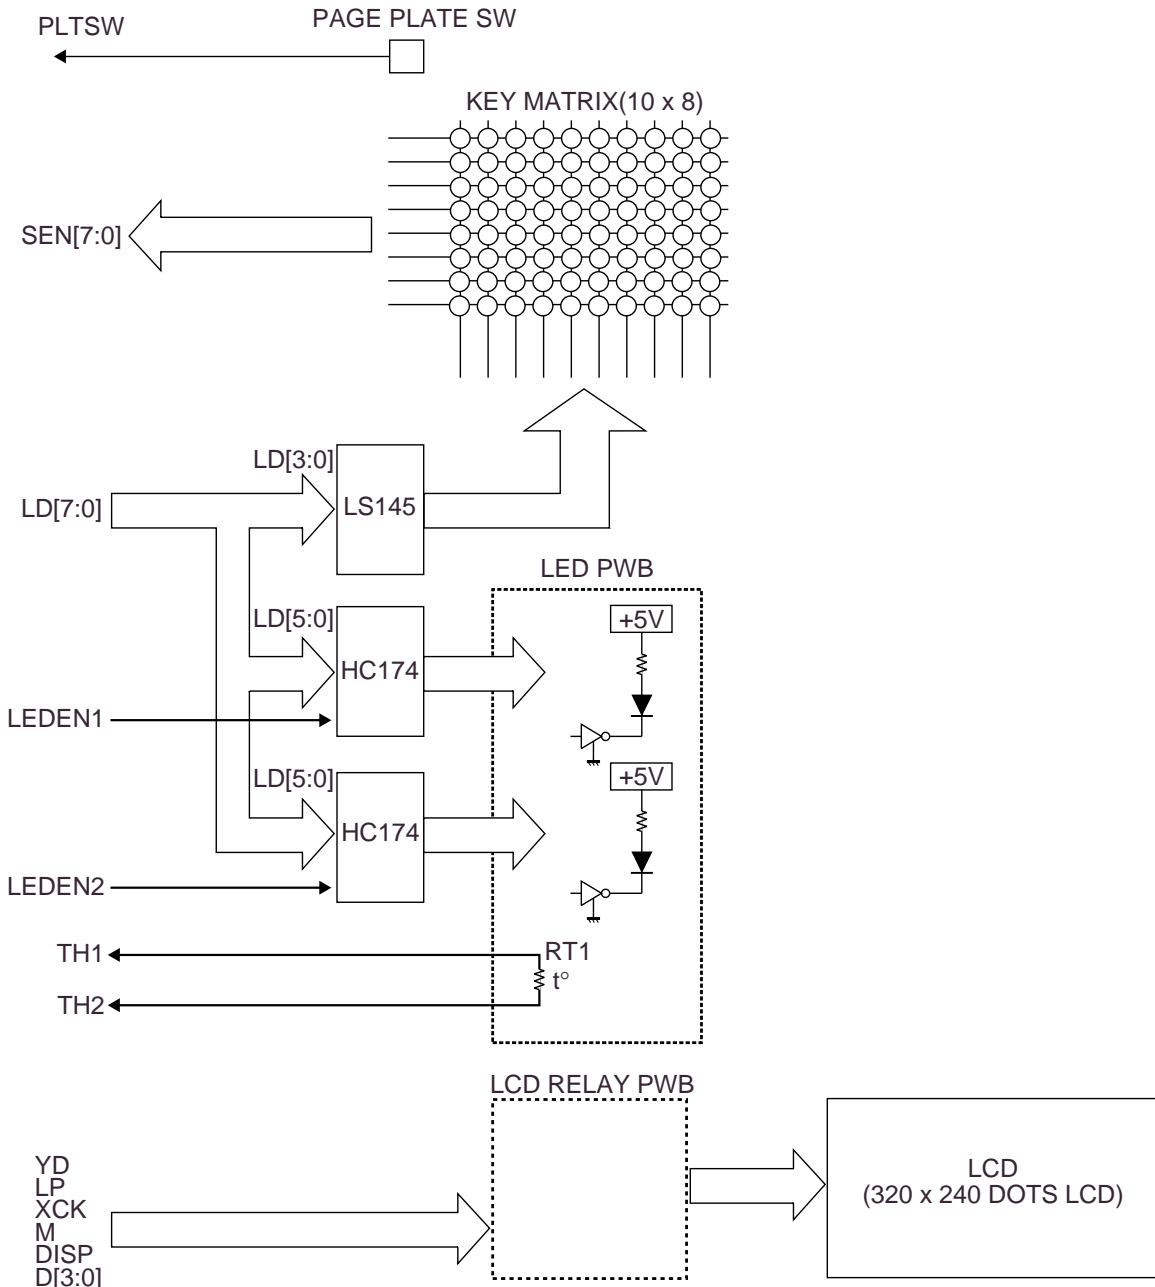 PLTSW
PAGE PLATE SW
KEY MATRIX(10 x 8)
SEN[7:0]
LD[3:0]
LD[7:0]
LS145
LED PWB
LD[5:0]
+5V
HC174
LEDEN1
LD[5:0]
+5V
HC174
LEDEN2
TH1
RT1
t°
TH2
LCD RELAY PWB
YD
LP
XCK
M
DISP
D[3:0]
LCD
(320 x 240 DOTS LCD)